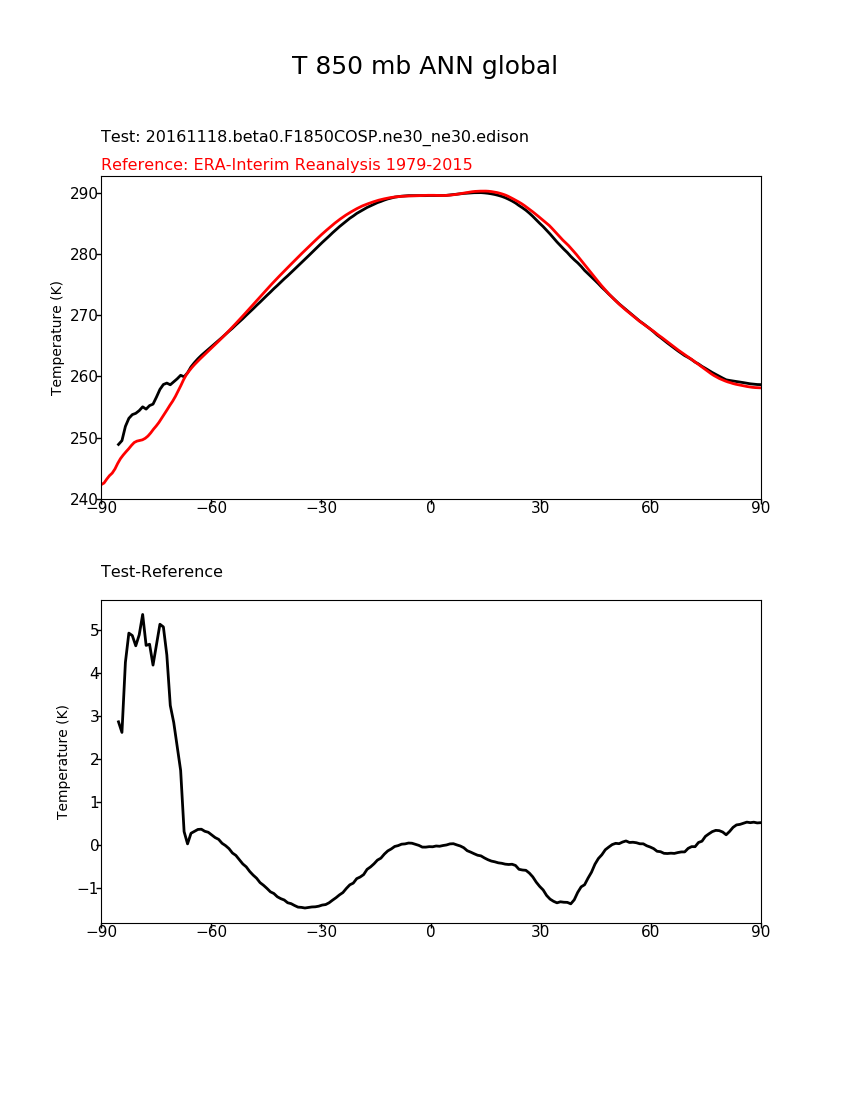 T 850 mb ANN global
Test: 20161118.beta0.F1850COSP.ne30_ne30.edison
Reference: ERA-Interim Reanalysis 1979-2015
Temperature (K)
290
280
270
260
250
240
−90 −60 −30 0 30 60 90
Test-Reference
Temperature (K)
5
4
3
2
1
0
−1
−90 −60 −30 0 30 60 90